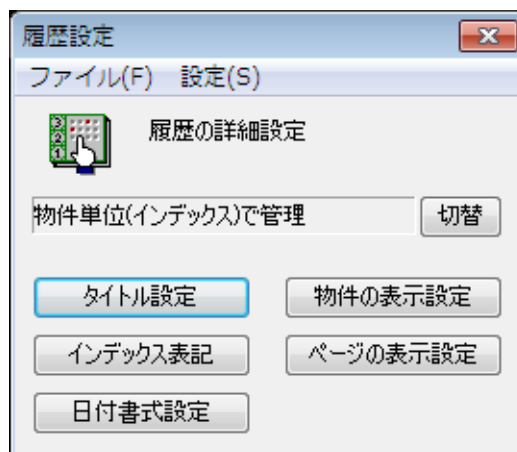 履歴設定
ファイル(F) 設定(S)
3
2
1
履歴の詳細設定
物件単位(インデックス)で管理 切替
タイトル設定 物件の表示設定
インデックス表記 ページの表示設定
日付書式設定